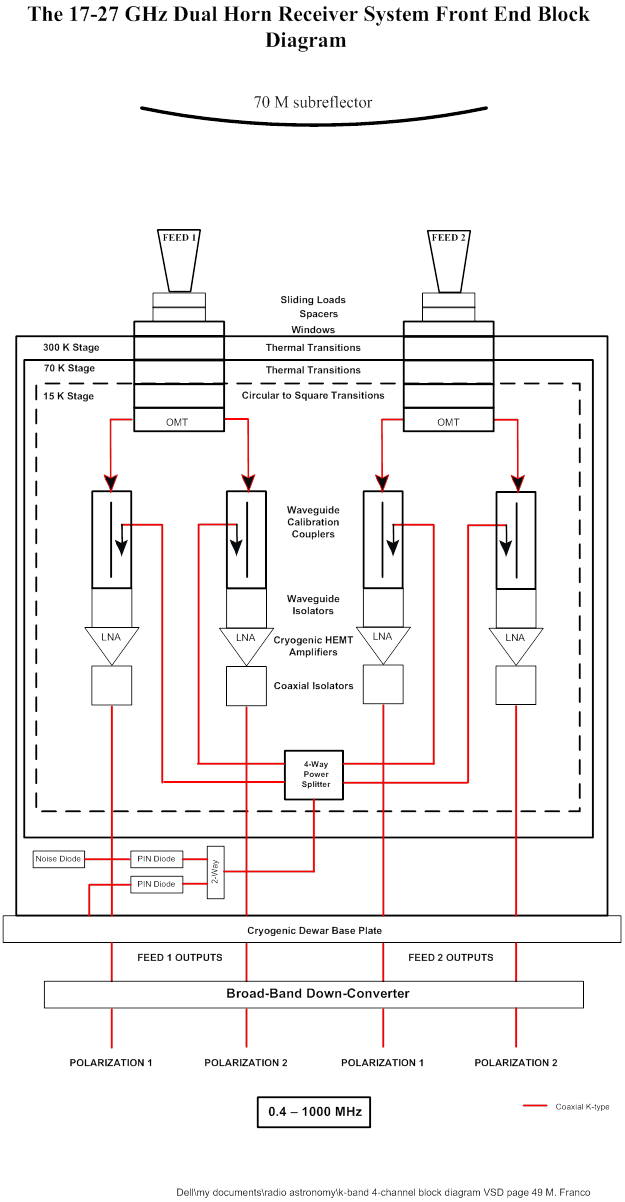 The 17-27 GHz Dual Horn Receiver System Front End Block
Diagram
70 M subreflector
FEED 1
FEED 2
Sliding Loads
Spacers
Windows
300 K Stage
Thermal Transitions
70 K Stage
Thermal Transitions
15 K Stage
Circular to Square Transitions
OMT
OMT
Waveguide
Calibration
Couplers
Waveguide
Isolators
LNA
LNA
Cryogenic HEMT
Amplifiers
LNA
LNA
Coaxial Isolators
4-Way
Power
Splitter
Noise Diode
PIN Diode
2-Way
PIN Diode
Cryogenic Dewar Base Plate
FEED 1 OUTPUTS
FEED 2 OUTPUTS
Broad-Band Down-Converter
POLARIZATION 1
POLARIZATION 2
POLARIZATION 1
POLARIZATION 2
0.4 – 1000 MHz
Coaxial K-type
Dell\my documents\radio astronomy\k-band 4-channel block diagram VSD page 49 M. Franco